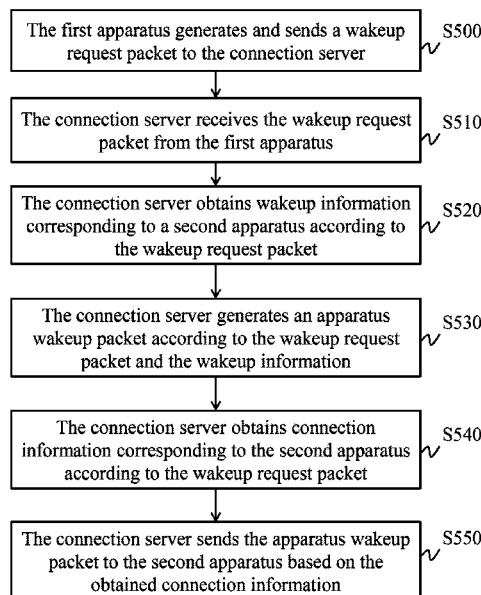 The first apparatus generates and sends a wakeup
request packet to the connection server
S500
The connection server receives the wakeup request
packet from the first apparatus
S510
The connection server obtains wakeup information
corresponding to a second apparatus according to
the wakeup request packet
S520
The connection server generates an apparatus
wakeup packet according to the wakeup request
packet and the wakeup information
S530
The connection server obtains connection
information corresponding to the second apparatus
according to the wakeup request packet
S540
The connection server sends the apparatus wakeup
packet to the second apparatus based on the
obtained connection information
S550